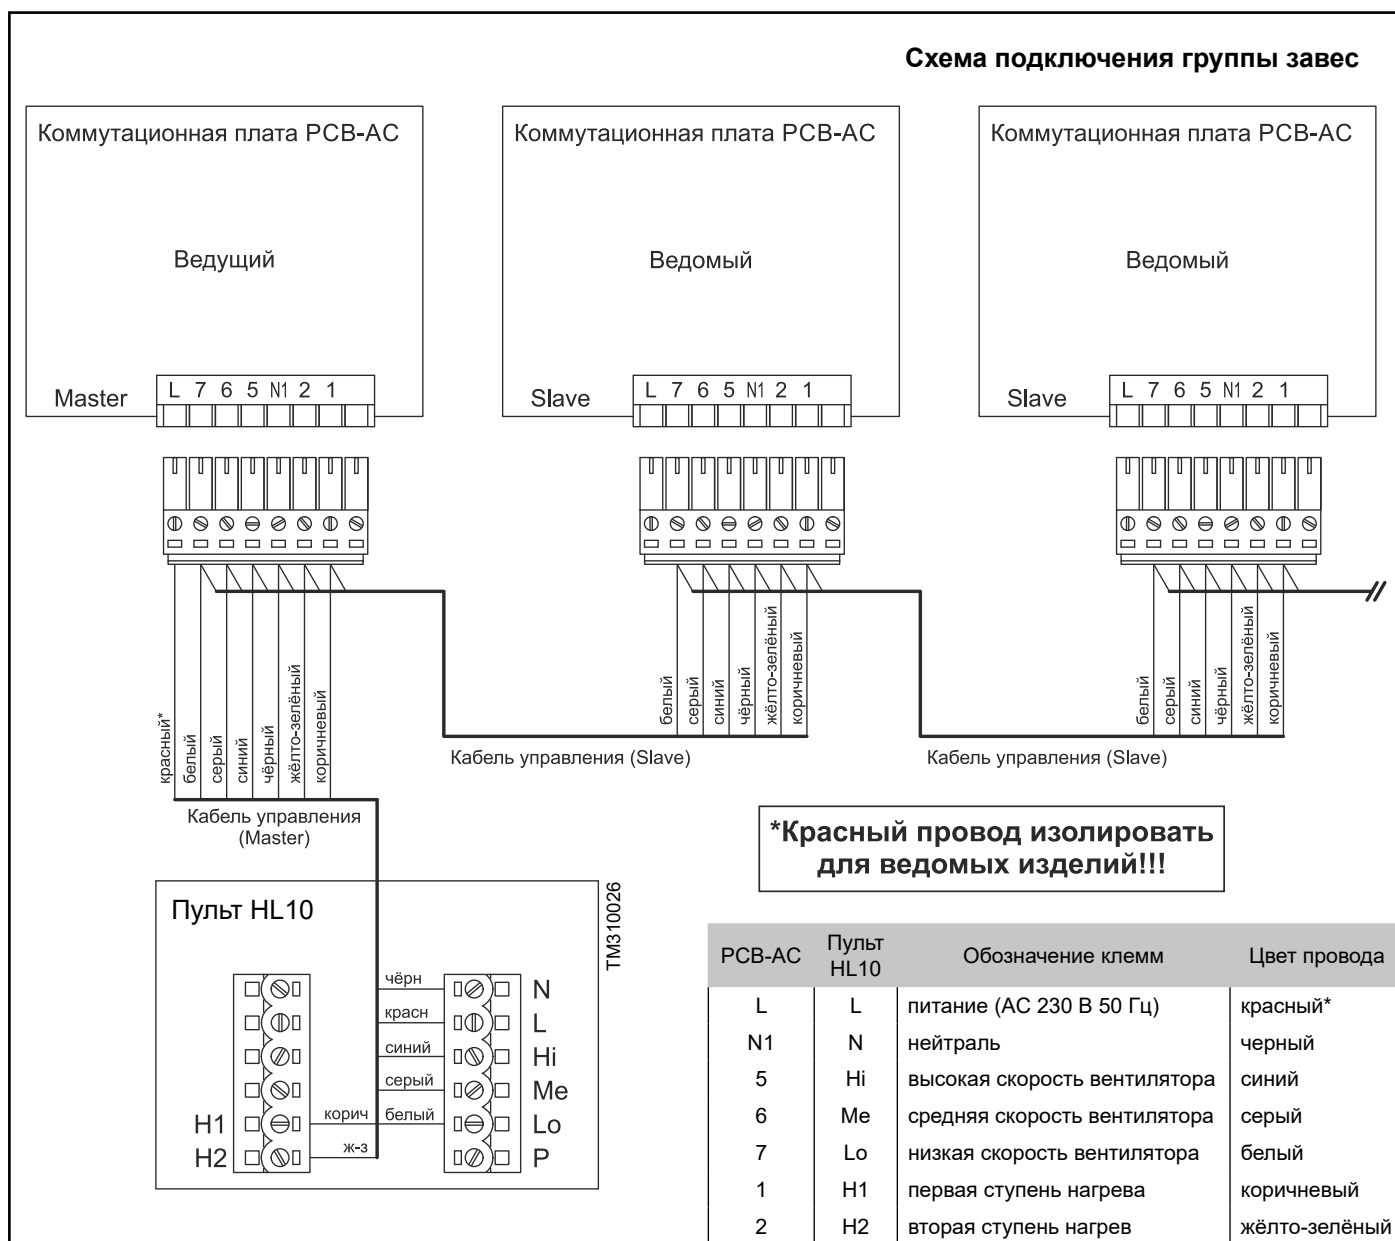 Схема подключения группы завес
Коммутационная плата PCB-AC
Ведущий
Master
L 7 6 5 N1 2 1
Коммутационная плата PCB-AC
Ведомый
Slave
L 7 6 5 N1 2 1
Коммутационная плата PCB-AC
Ведомый
Slave
L 7 6 5 N1 2 1
красный*
белый
серый
синий
чёрный
жёлто-зелёный
коричневый
Кабель управления
(Master)
белый
серый
синий
чёрный
жёлто-зелёный
коричневый
Кабель управления (Slave)
белый
серый
синий
чёрный
жёлто-зелёный
коричневый
Кабель управления (Slave)
*Красный провод изолировать
для ведомых изделий!!!
Пульт HL10
TM310026
чёрн N
красн L
синий Hi
серый Me
H1 корич белый Lo
H2 ж-з P
PCB-AC Пульт HL10 Обозначение клемм Цвет провода
L L питание (АС 230 В 50 Гц) красный*
N1 N нейтраль черный
5 Hi высокая скорость вентилятора синий
6 Me средняя скорость вентилятора серый
7 Lo низкая скорость вентилятора белый
1 H1 первая ступень нагрева коричневый
2 H2 вторая ступень нагрев жёлто-зелёный